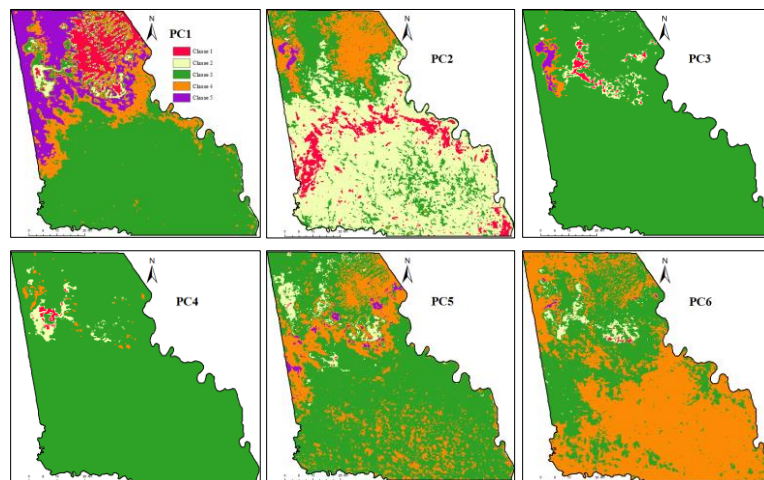 N
PC1
Classe 1
Classe 2
Classe 3
Classe 4
Classe 5
N
PC2
N
PC3
N
PC4
N
PC5
N
PC6